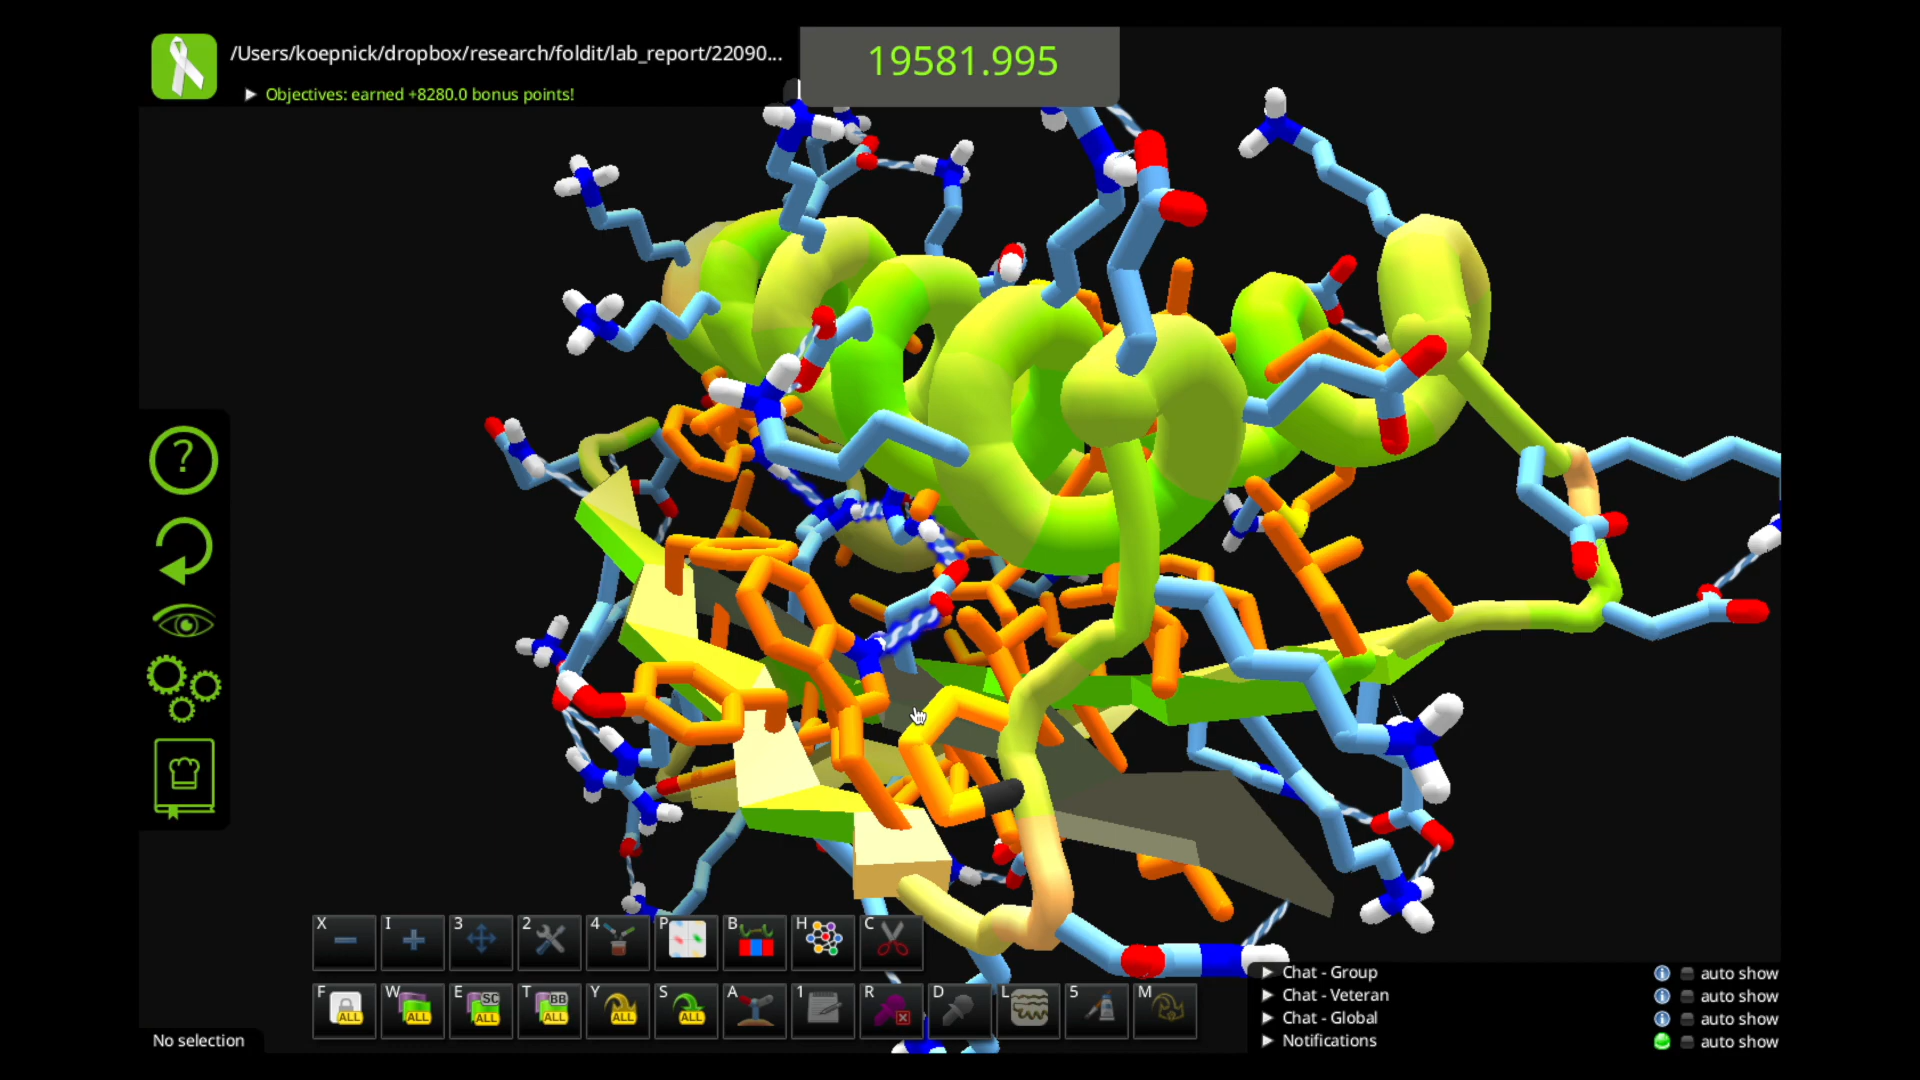 /Users/koepnick/dropbox/research/foldit/lab_report/22090...
19581.995
Objectives: earned +8280.0 bonus points!
?
X I 3 2 4 P B H C
F W E T Y S A 1 R D L 5 M
ALL ALL SC ALL BB ALL ALL ALL
No selection
Chat - Group auto show
Chat - Veteran auto show
Chat - Global auto show
Notifications auto show